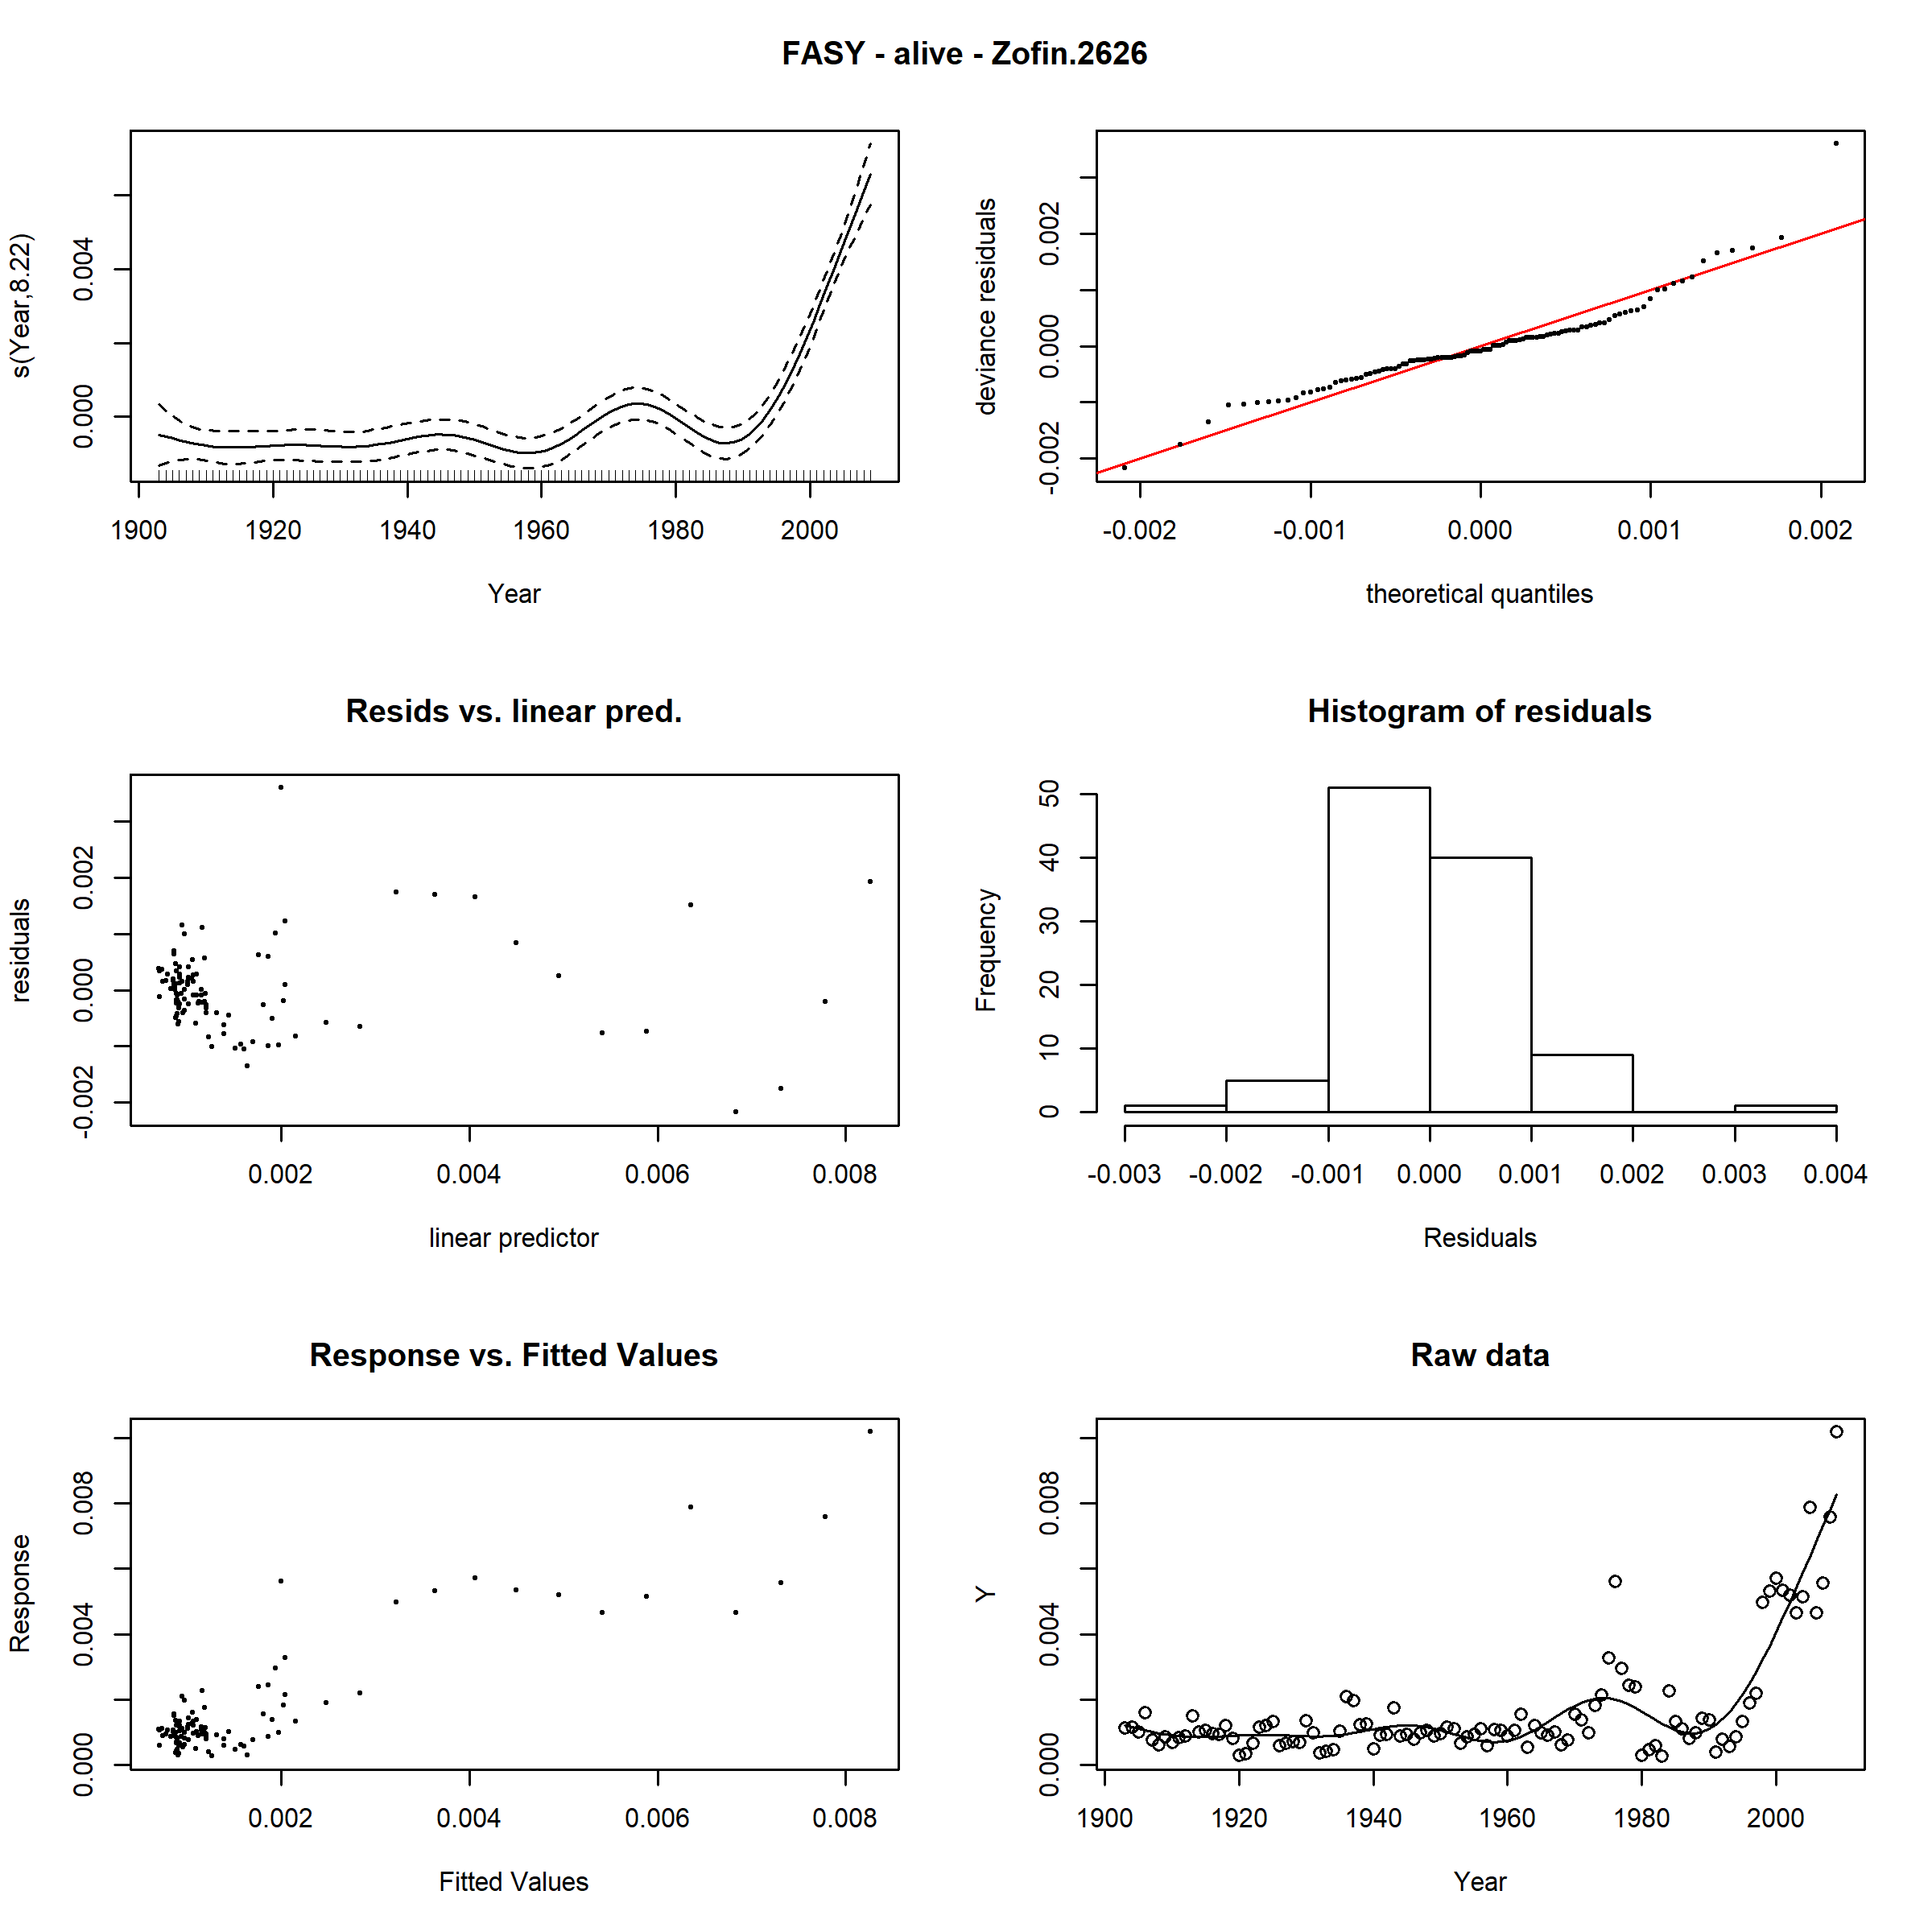 FASY - alive - Zofin.2626
s(Year,8.22)
0.000
0.004
1900 1920 1940 1960 1980 2000
Year
deviance residuals
-0.002
0.000
0.002
-0.002 -0.001 0.000 0.001 0.002
theoretical quantiles
Resids vs. linear pred.
residuals
-0.002
0.000
0.002
0.002 0.004 0.006 0.008
linear predictor
Histogram of residuals
Frequency
0
10
20
30
40
50
-0.003 -0.002 -0.001 0.000 0.001 0.002 0.003 0.004
Residuals
Response vs. Fitted Values
Response
0.000
0.004
0.008
0.002 0.004 0.006 0.008
Fitted Values
Raw data
Y
0.000
0.004
0.008
1900 1920 1940 1960 1980 2000
Year